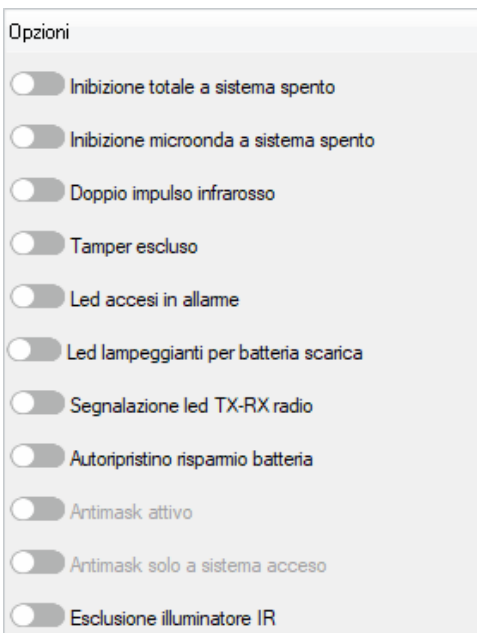 Opzioni
Inibizione totale a sistema spento
Inibizione microonda a sistema spento
Doppio impulso infrarosso
Tamper escluso
Led accesi in allarme
Led lampeggianti per batteria scarica
Segnalazione led TX-RX radio
Autoripristino risparmio batteria
Antimask attivo
Antimask solo a sistema acceso
Esclusione illuminatore IR